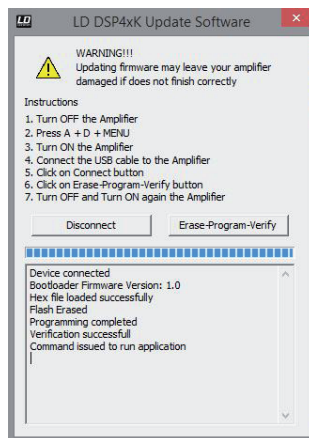 LD LD DSP4xK Update Software
WARNING!!!
Updating firmware may leave your amplifier
damaged if does not finish correctly
Instructions
1. Turn OFF the Amplifier
2. Press A + D + MENU
3. Turn ON the Amplifier
4. Connect the USB cable to the Amplifier
5. Click on Connect button
6. Click on Erase-Program-Verify button
7. Turn OFF and Turn ON again the Amplifier
Disconnect Erase-Program-Verify
Device connected
Bootloader Firmware Version: 1.0
Hex file loaded successfully
Flash Erased
Programming completed
Verification successfull
Command issued to run application